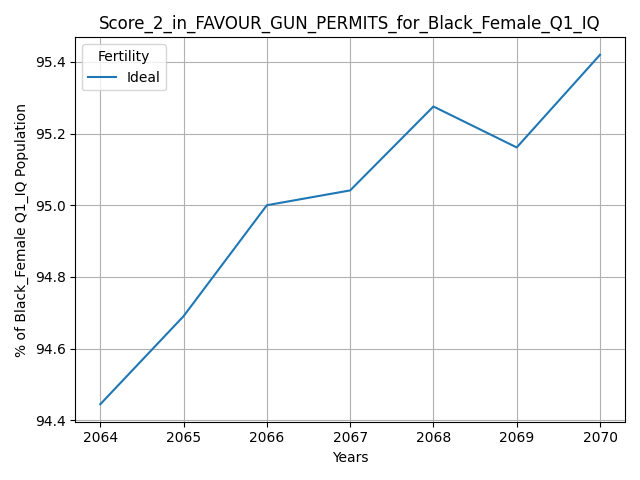 Score_2_in_FAVOUR_GUN_PERMITS_for_Black_Female_Q1_IQ
Fertility
Ideal
% of Black_Female Q1_IQ Population
95.4
95.2
95.0
94.8
94.6
94.4
2064 2065 2066 2067 2068 2069 2070
Years